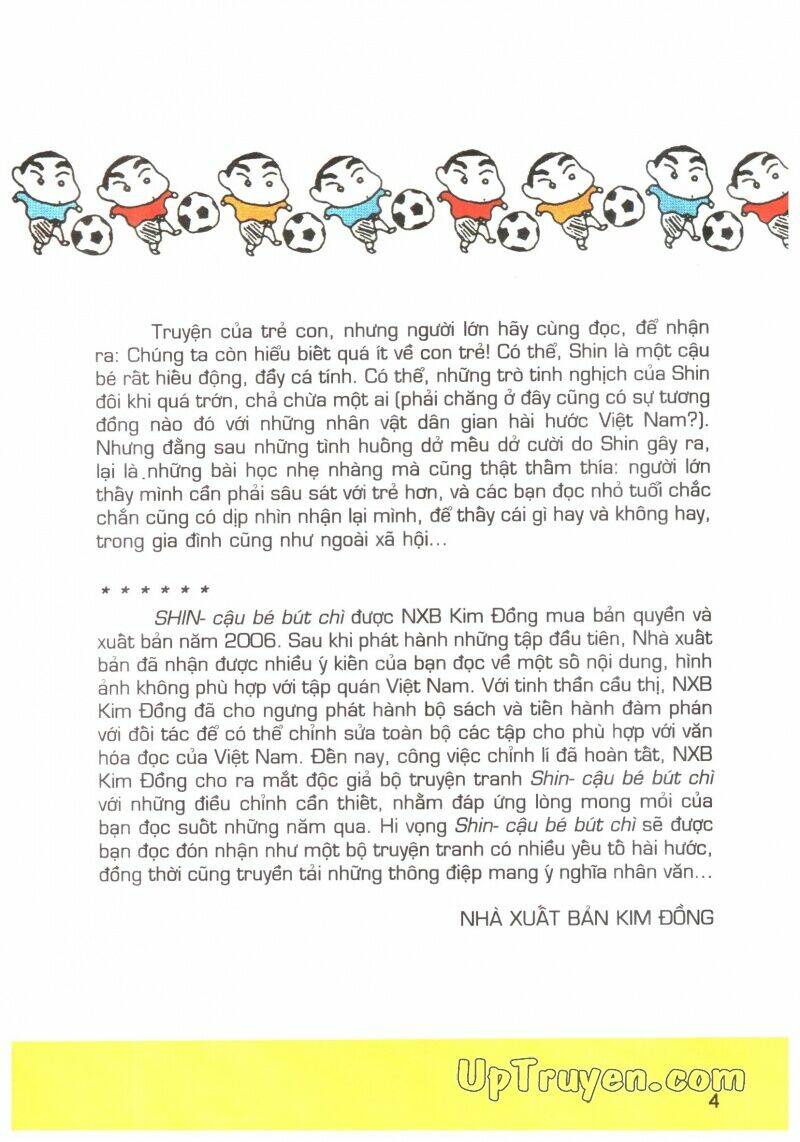 Truyện của trẻ con, nhưng người lớn hãy cùng đọc, để nhận
ra: Chúng ta còn hiểu biết quá ít về con trẻ! Có thể, Shin là một cậu
bé rất hiếu động, đầy cá tính. Có thể, những trò tinh nghịch của Shin
đôi khi quá trớn, chả chừa một ai (phải chăng ở đây cũng có sự tương
đồng nào đó với những nhân vật dân gian hài hước Việt Nam?).
Nhưng đằng sau những tình huống dở mếu dở cười do Shin gây ra,
lại là những bài học nhẹ nhàng mà cũng thật thấm thía: người lớn
thấy mình cần phải sâu sát với trẻ hơn, và các bạn đọc nhỏ tuổi chắc
chắn cũng có dịp nhìn nhận lại mình, để thấy cái gì hay và không hay,
trong gia đình cũng như ngoài xã hội...
* * * * * *
SHIN- cậu bé bút chì được NXB Kim Đồng mua bản quyền và
xuất bản năm 2006. Sau khi phát hành những tập đầu tiên, Nhà xuất
bản đã nhận được nhiều ý kiến của bạn đọc về một số nội dung, hình
ảnh không phù hợp với tập quán Việt Nam. Với tinh thần cầu thị, NXB
Kim Đồng đã cho ngưng phát hành bộ sách và tiến hành đàm phán
với đối tác để có thể chỉnh sửa toàn bộ các tập cho phù hợp với văn
hóa đọc của Việt Nam. Đến nay, công việc chỉnh lí đã hoàn tất, NXB
Kim Đồng cho ra mắt độc giả bộ truyện tranh Shin- cậu bé bút chì
với những điều chỉnh cần thiết, nhằm đáp ứng lòng mong mỏi của
bạn đọc suốt những năm qua. Hi vọng Shin- cậu bé bút chì sẽ được
bạn đọc đón nhận như một bộ truyện tranh có nhiều yếu tố hài hước,
đồng thời cũng truyền tải những thông điệp mang ý nghĩa nhân văn...
NHÀ XUẤT BẢN KIM ĐỒNG
UpTruyen.com
4